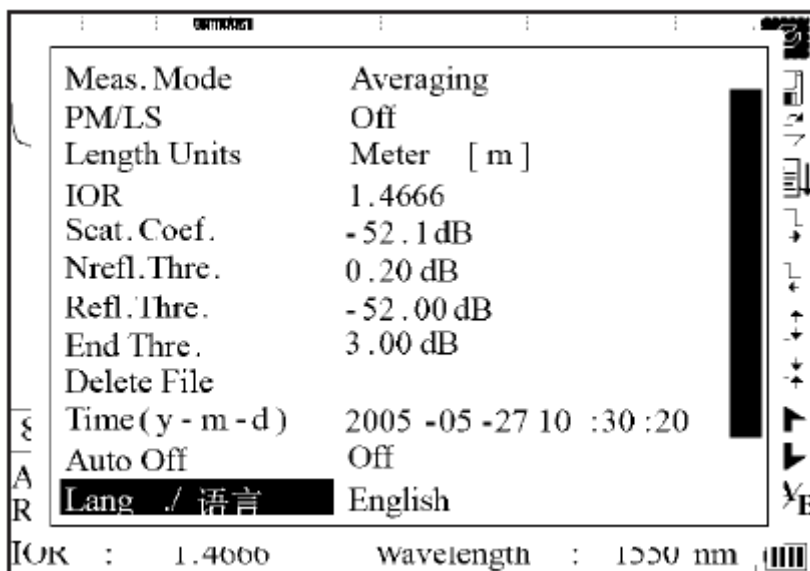 Meas. Mode Averaging
PM/LS Off
Length Units Meter [ m ]
IOR 1.4666
Scat. Coef. -52.1dB
Nrefl.Thre. 0.20 dB
Refl.Thre. -52.00 dB
End Thre. 3.00 dB
Delete File
Time(y-m-d) 2005 -05 -27 10 :30 :20
Auto Off Off
Lang ./ 语言 English
A
R
IOR : 1.4666 Wavelength : 1550 nm